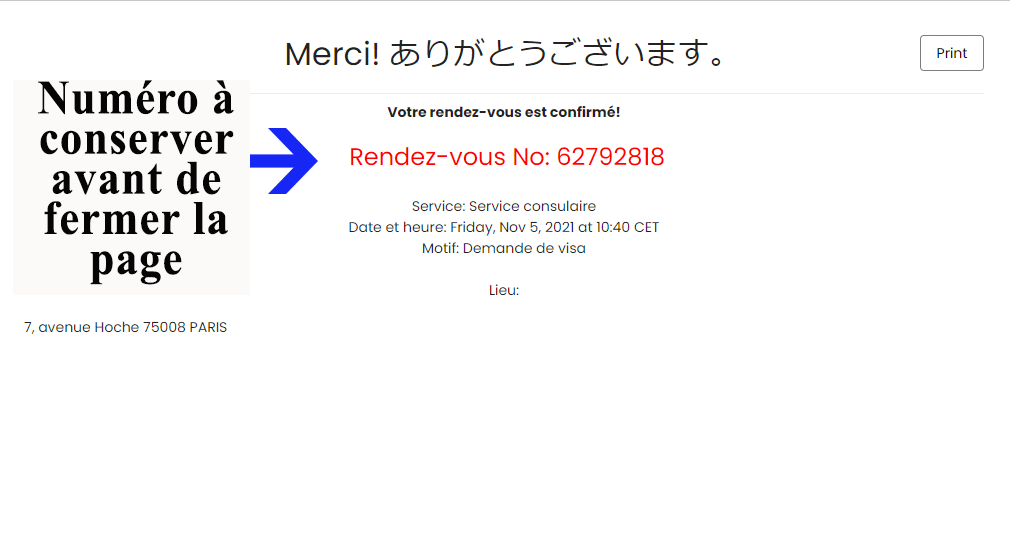 Merci! ありがとうございます。
Print
Numéro à
conserver
avant de
fermer la
page
Votre rendez-vous est confirmé!
Rendez-vous No: 62792818
Service: Service consulaire
Date et heure: Friday, Nov 5, 2021 at 10:40 CET
Motif: Demande de visa
Lieu:
7, avenue Hoche 75008 PARIS